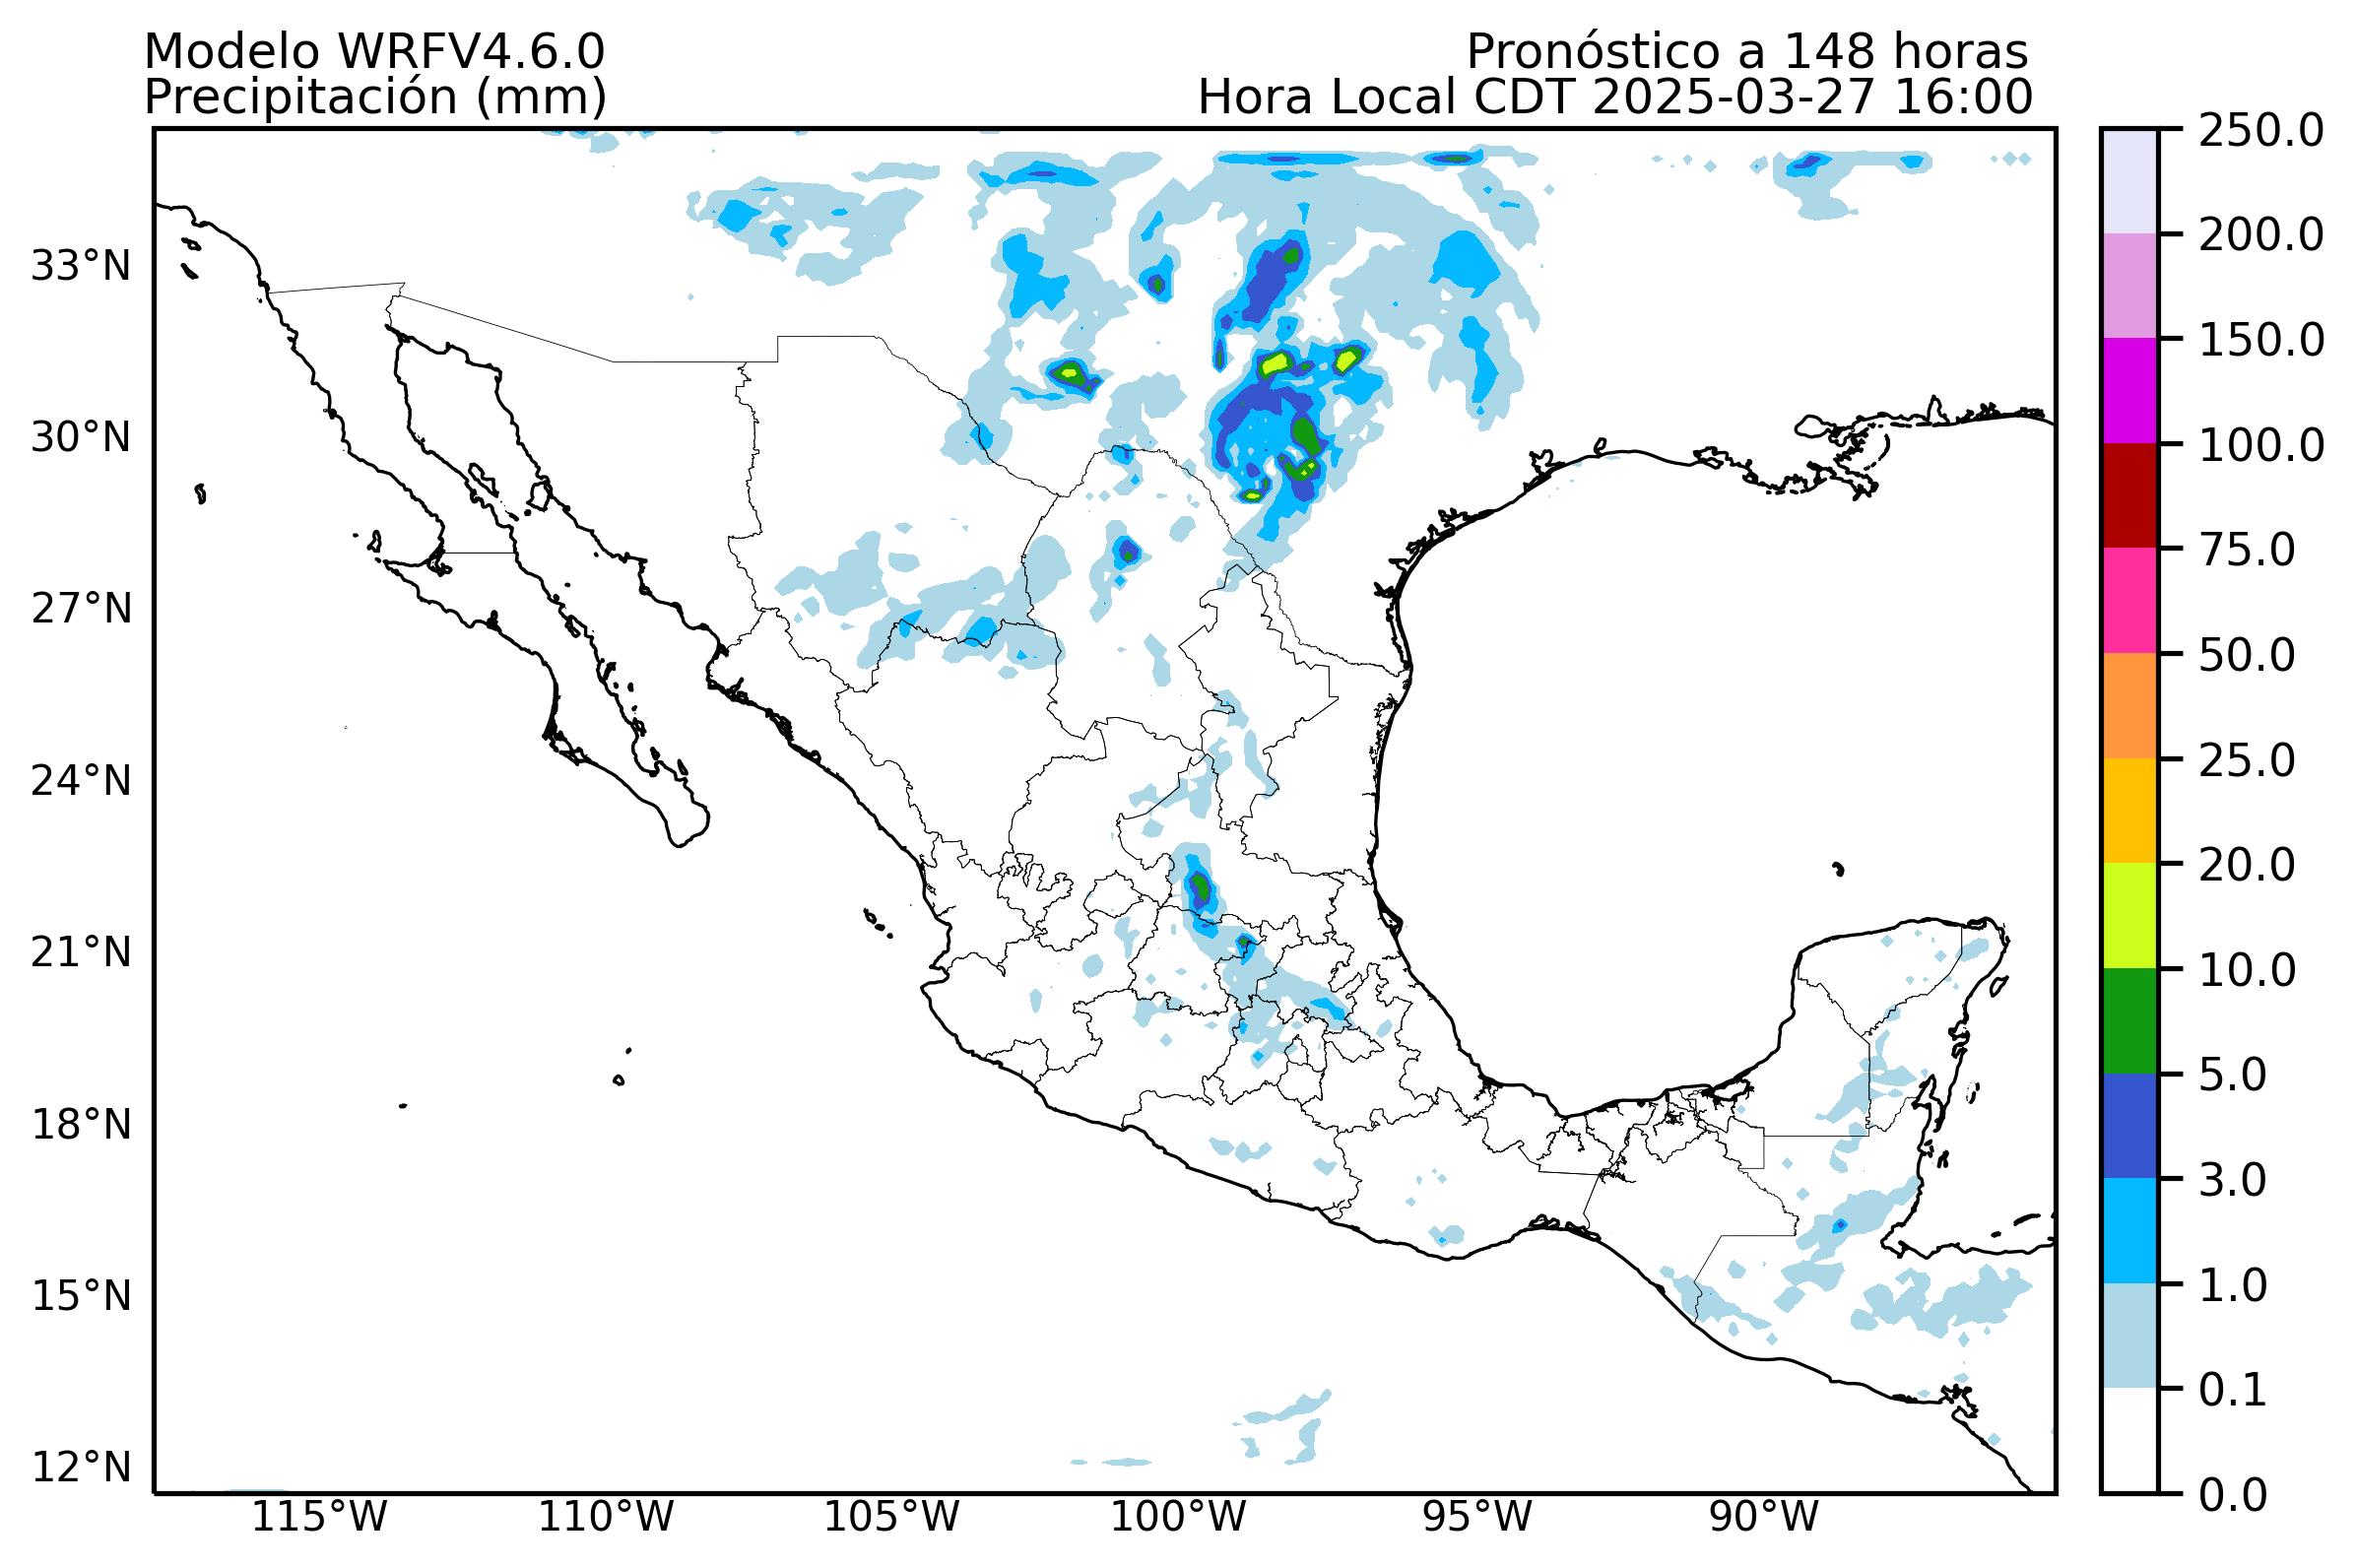 Modelo WRFV4.6.0
Pronóstico a 148 horas
Precipitación (mm)
Hora Local CDT 2025-03-27 16:00
33°N
30°N
27°N
24°N
21°N
18°N
15°N
12°N
115°W
110°W
105°W
100°W
95°W
90°W
250.0
200.0
150.0
100.0
75.0
50.0
25.0
20.0
10.0
5.0
3.0
1.0
0.1
0.0